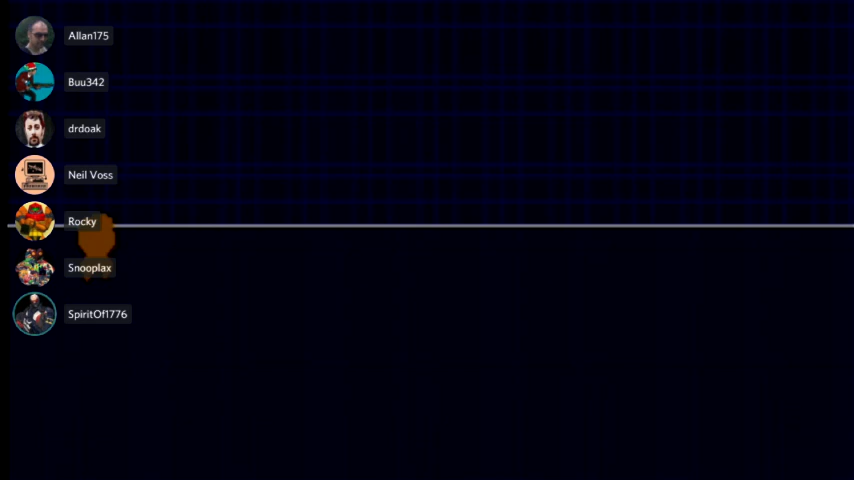 Allan175
Buu342
drdoak
Neil Voss
Rocky
Snooplax
SpiritOf1776